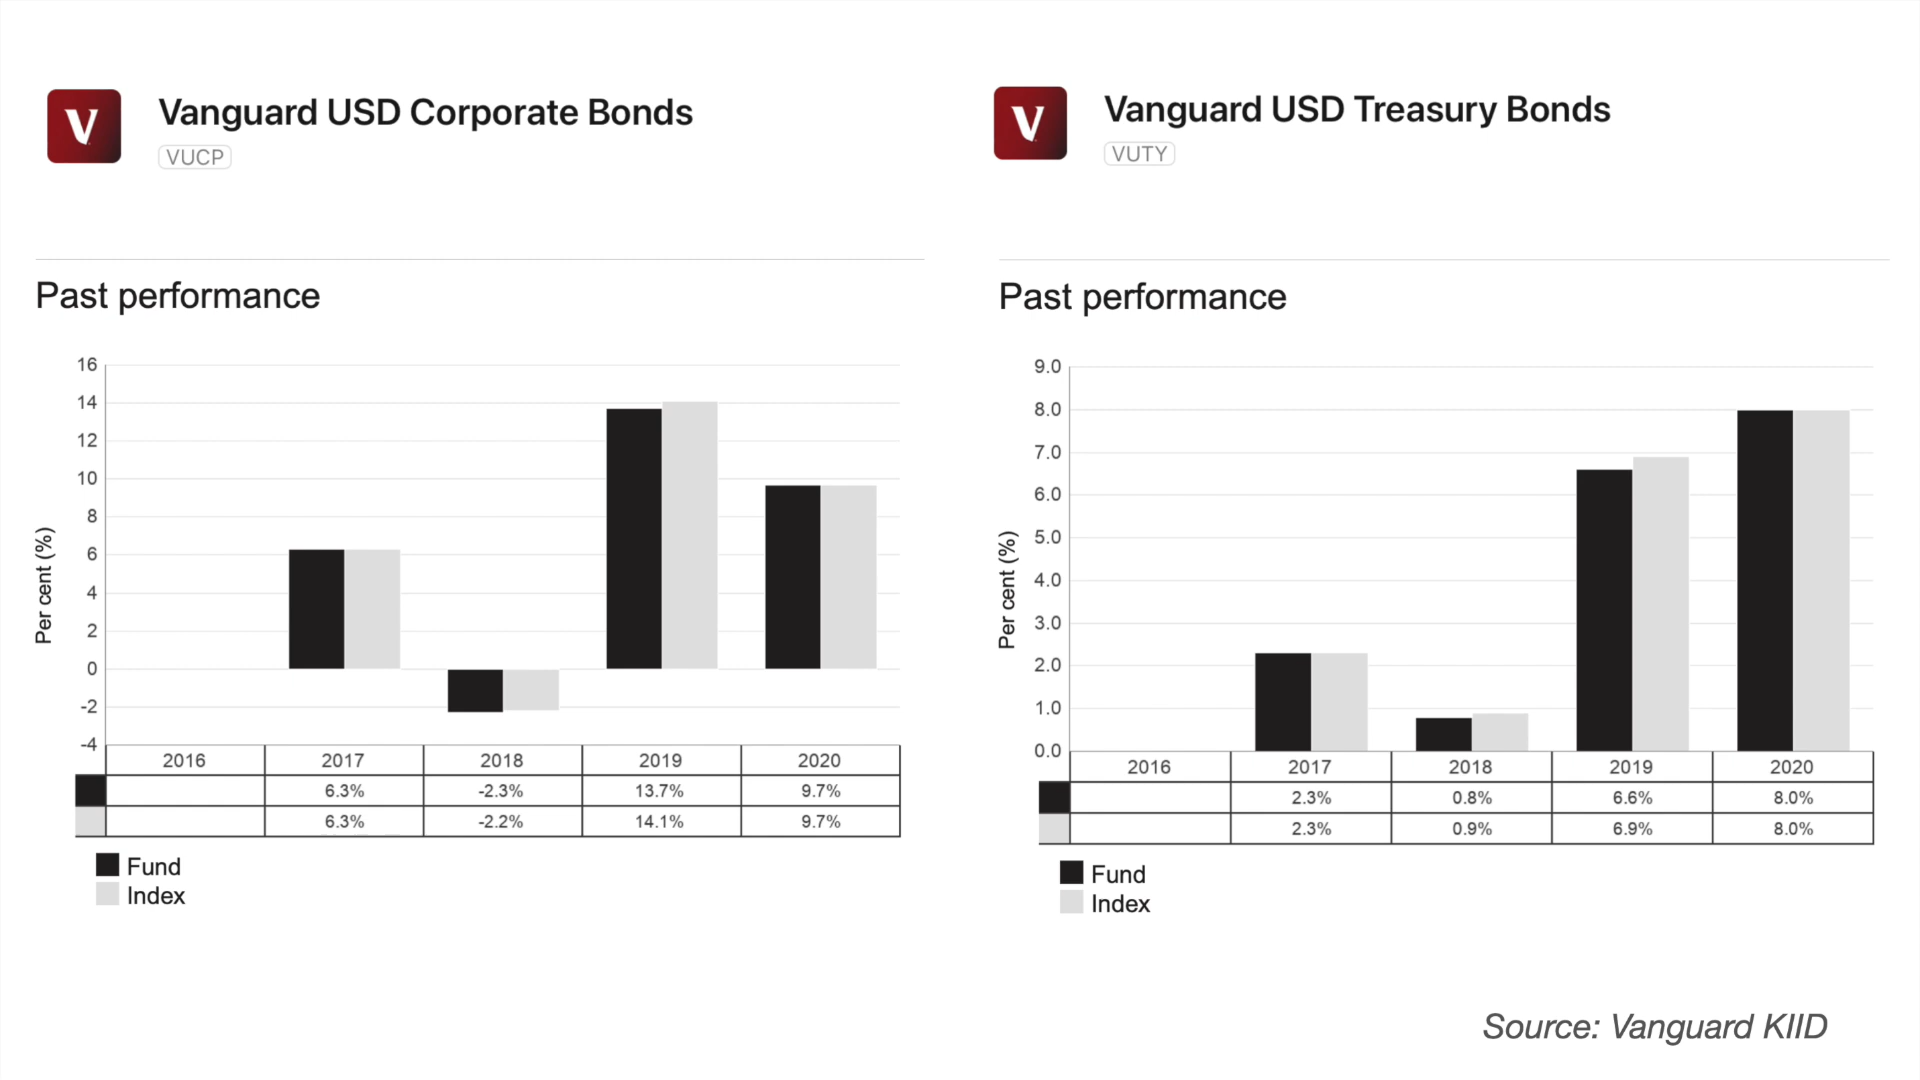 V
Vanguard USD Corporate Bonds
VUCP
Past performance
Per cent (%)
16
14
12
10
8
6
4
2
0
-2
-4
2016 2017 2018 2019 2020
6.3% -2.3% 13.7% 9.7%
6.3% -2.2% 14.1% 9.7%
Fund
Index
V
Vanguard USD Treasury Bonds
VUTY
Past performance
Per cent (%)
9.0
8.0
7.0
6.0
5.0
4.0
3.0
2.0
1.0
0.0
2016 2017 2018 2019 2020
2.3% 0.8% 6.6% 8.0%
2.3% 0.9% 6.9% 8.0%
Fund
Index
Source: Vanguard KIID